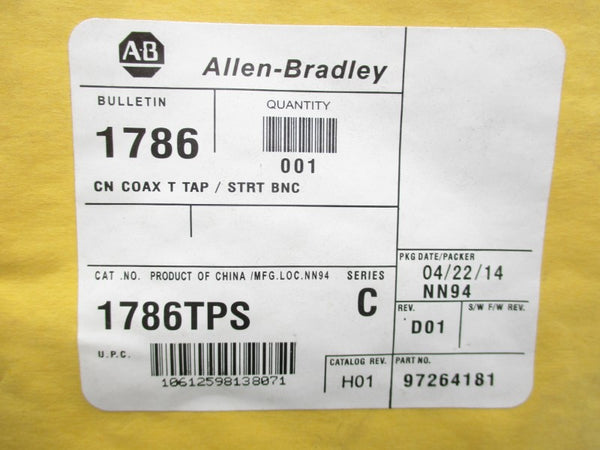 A-B
Allen-Bradley
BULLETIN
1786
QUANTITY
001
CN COAX T TAP / STRT BNC
PKG DATE/PACKER
04/22/14
NN94
CAT .NO. PRODUCT OF CHINA /MFG.LOC.NN94 SERIES
1786TPS
C
REV.
D01
S/W F/W REV.
U.P.C.
10612598138071
CATALOG REV.
H01
PART NO.
97264181